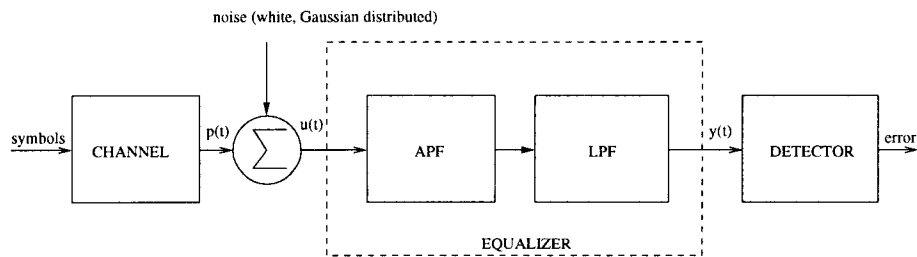 noise (white, Gaussian distributed)
symbols
CHANNEL
p(t)
Σ
u(t)
APF
LPF
y(t)
DETECTOR
error
EQUALIZER